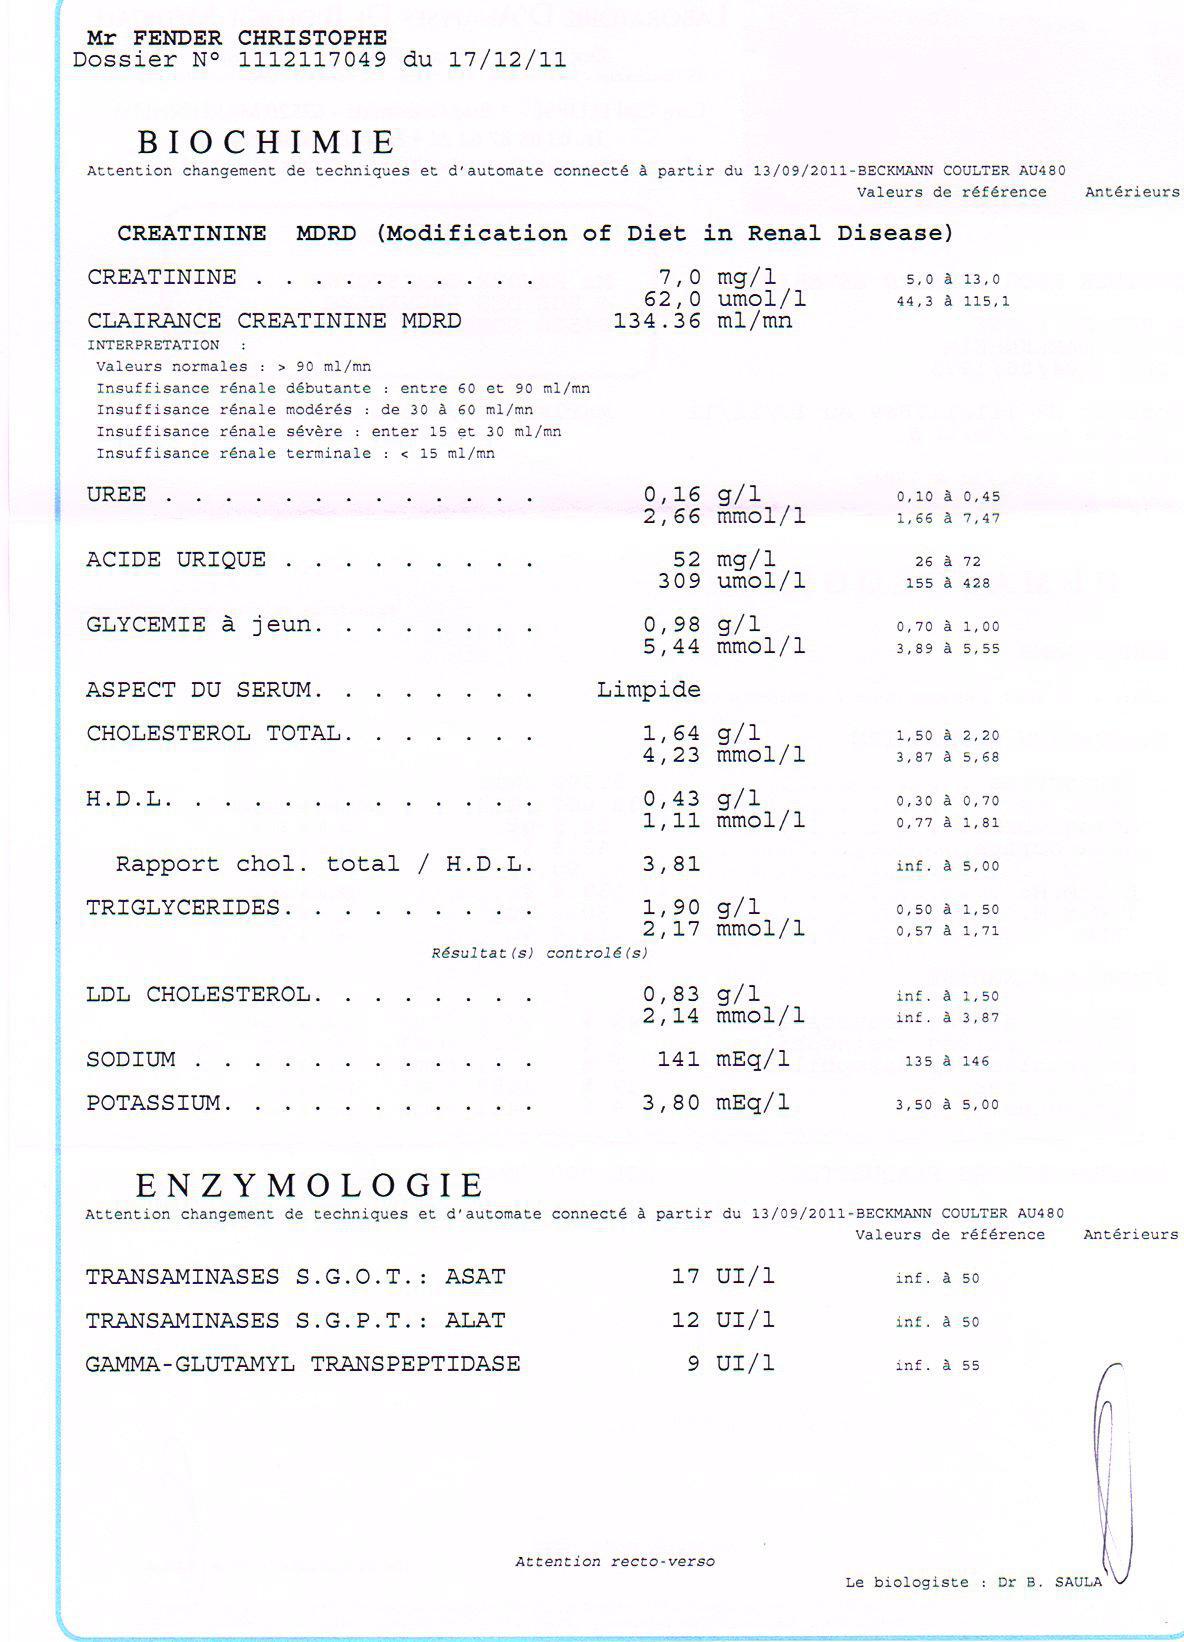 Mr FENDER CHRISTOPHE
Dossier N° 1112117049 du 17/12/11
BIOCHIMIE
Attention changement de techniques et d'automate connecté à partir du 13/09/2011-BECKMANN COULTER AU480
Valeurs de référence Antérieurs
CREATININE MDRD (Modification of Diet in Renal Disease)
CREATININE . . . . . . . . . . 7,0 mg/l 5,0 à 13,0
62,0 umol/l 44,3 à 115,1
CLAIRANCE CREATININE MDRD 134.36 ml/mn
INTERPRETATION :
Valeurs normales : > 90 ml/mn
Insuffisance rénale débutante : entre 60 et 90 ml/mn
Insuffisance rénale modérés : de 30 à 60 ml/mn
Insuffisance rénale sévère : enter 15 et 30 ml/mn
Insuffisance rénale terminale : < 15 ml/mn
UREE . . . . . . . . . . . . . 0,16 g/l 0,10 à 0,45
2,66 mmol/l 1,66 à 7,47
ACIDE URIQUE . . . . . . . . . 52 mg/l 26 à 72
309 umol/l 155 à 428
GLYCEMIE à jeun. . . . . . . . 0,98 g/l 0,70 à 1,00
5,44 mmol/l 3,89 à 5,55
ASPECT DU SERUM. . . . . . . . Limpide
CHOLESTEROL TOTAL. . . . . . . 1,64 g/l 1,50 à 2,20
4,23 mmol/l 3,87 à 5,68
H.D.L. . . . . . . . . . . . . 0,43 g/l 0,30 à 0,70
1,11 mmol/l 0,77 à 1,81
Rapport chol. total / H.D.L. 3,81 inf. à 5,00
TRIGLYCERIDES. . . . . . . . . 1,90 g/l 0,50 à 1,50
2,17 mmol/l 0,57 à 1,71
Résultat(s) controlé(s)
LDL CHOLESTEROL. . . . . . . . 0,83 g/l inf. à 1,50
2,14 mmol/l inf. à 3,87
SODIUM . . . . . . . . . . . . 141 mEq/l 135 à 146
POTASSIUM. . . . . . . . . . . 3,80 mEq/l 3,50 à 5,00
ENZYMOLOGIE
Attention changement de techniques et d'automate connecté à partir du 13/09/2011-BECKMANN COULTER AU480
Valeurs de référence Antérieurs
TRANSAMINASES S.G.O.T.: ASAT 17 UI/l inf. à 50
TRANSAMINASES S.G.P.T.: ALAT 12 UI/l inf. à 50
GAMMA-GLUTAMYL TRANSPEPTIDASE 9 UI/l inf. à 55
Attention recto-verso
Le biologiste : Dr B. SAULA